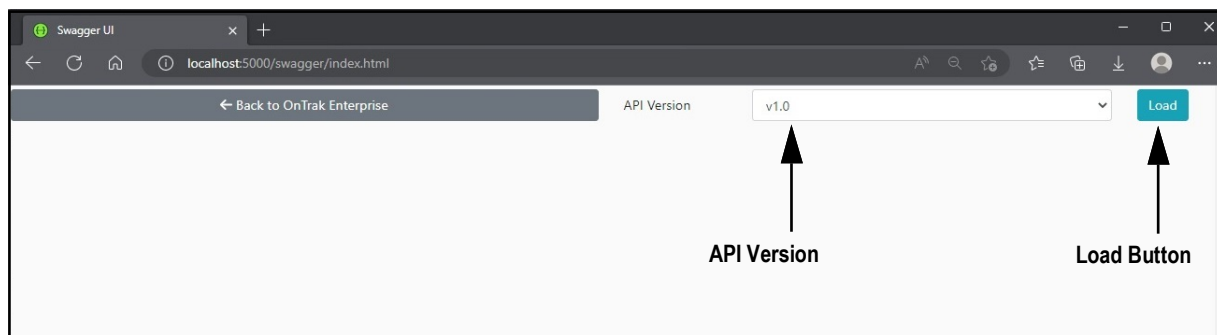 Swagger UI
localhost:5000/swagger/index.html
← Back to OnTrak Enterprise
API Version
v1.0
Load
API Version
Load Button